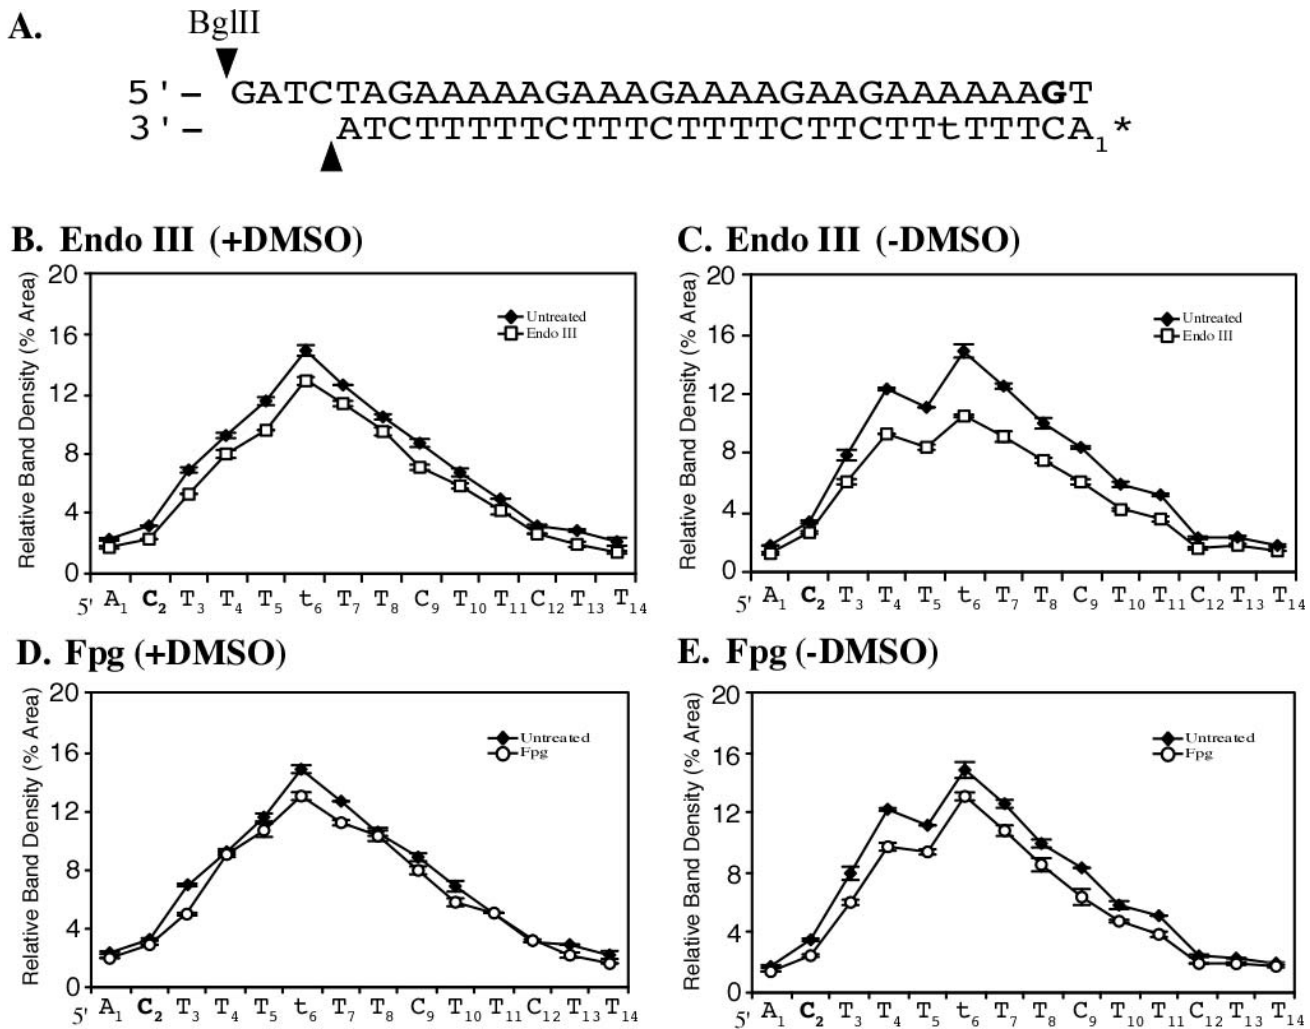 A.
BglII
5'– GATCTAGAAAAAGAAAGAAAAGAAGAAAAAAGT
3'– ATCTTTTTCTTTCTTTTCTTCTTtTTTCA1*
B. Endo III (+DMSO)
Relative Band Density (% Area)
20
16
12
8
4
0
Untreated
Endo III
5' A1 C2 T3 T4 T5 t6 T7 T8 C9 T10 T11 C12 T13 T14
C. Endo III (-DMSO)
Relative Band Density (% Area)
20
16
12
8
4
0
Untreated
Endo III
5' A1 C2 T3 T4 T5 t6 T7 T8 C9 T10 T11 C12 T13 T14
D. Fpg (+DMSO)
Relative Band Density (% Area)
20
16
12
8
4
0
Untreated
Fpg
5' A1 C2 T3 T4 T5 t6 T7 T8 C9 T10 T11 C12 T13 T14
E. Fpg (-DMSO)
Relative Band Density (% Area)
20
16
12
8
4
0
Untreated
Fpg
5' A1 C2 T3 T4 T5 t6 T7 T8 C9 T10 T11 C12 T13 T14